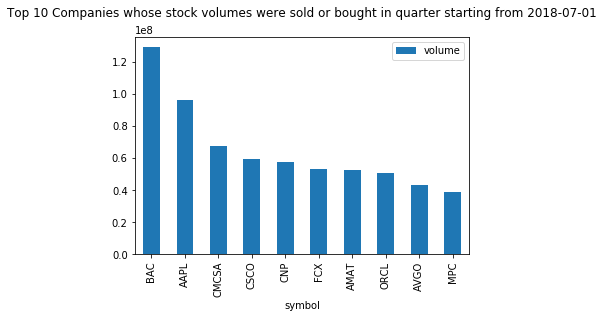 Top 10 Companies whose stock volumes were sold or bought in quarter starting from 2018-07-01
1e8
volume
1.2
1.0
0.8
0.6
0.4
0.2
0.0
BAC
AAPL
CMCSA
CSCO
CNP
FCX
AMAT
ORCL
AVGO
MPC
symbol